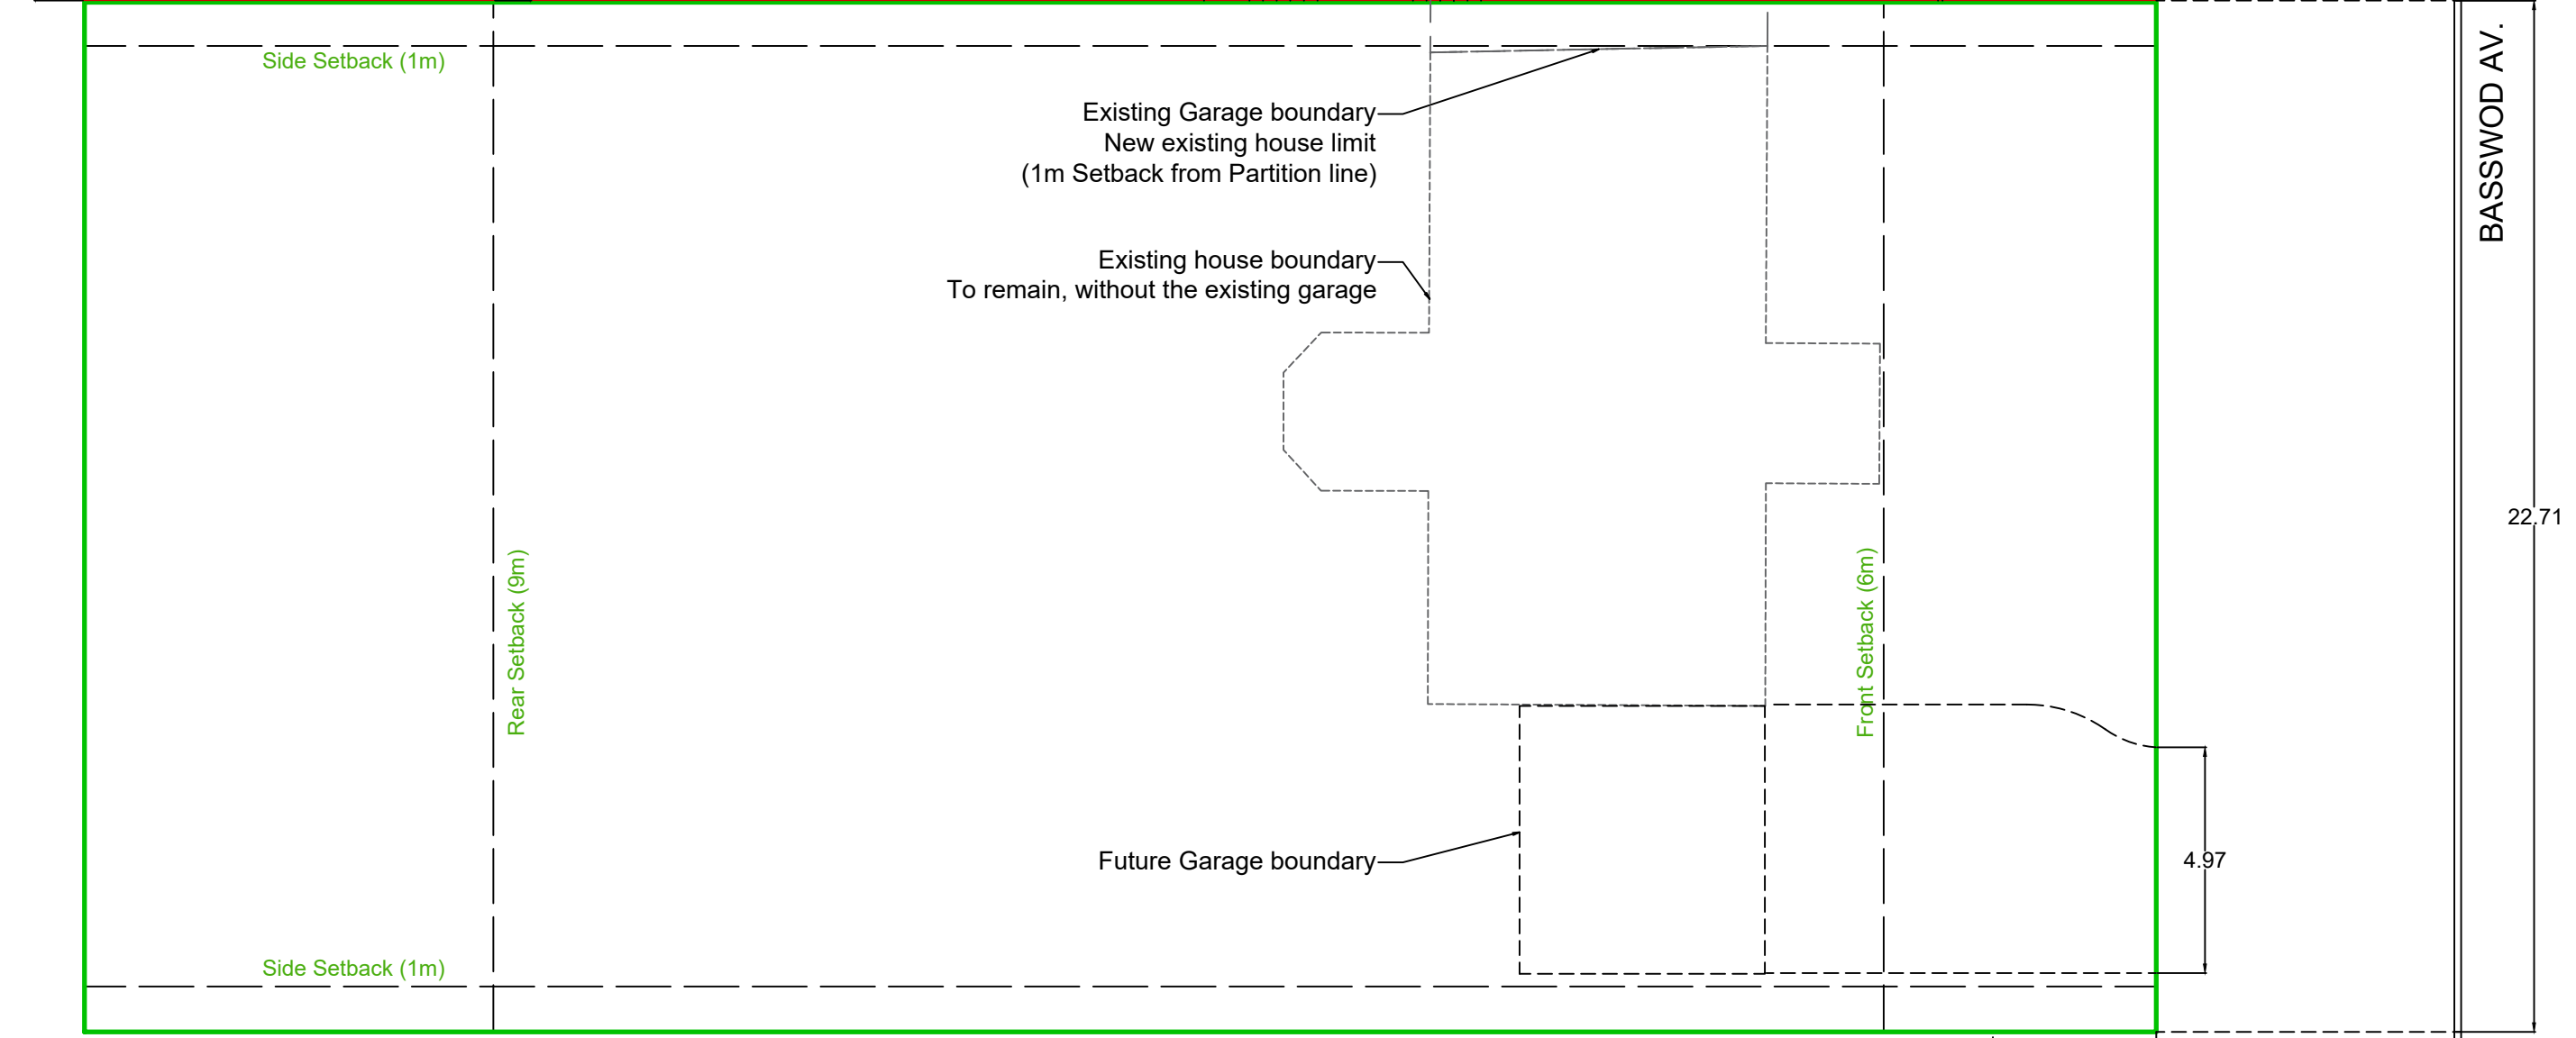 Side Setback (1m)
BASSWOD AV.
Existing Garage boundary
New existing house limit
(1m Setback from Partition line)
Existing house boundary
To remain, without the existing garage
22.71
Rear Setback (9m)
Front Setback (6m)
Future Garage boundary
4.97
Side Setback (1m)